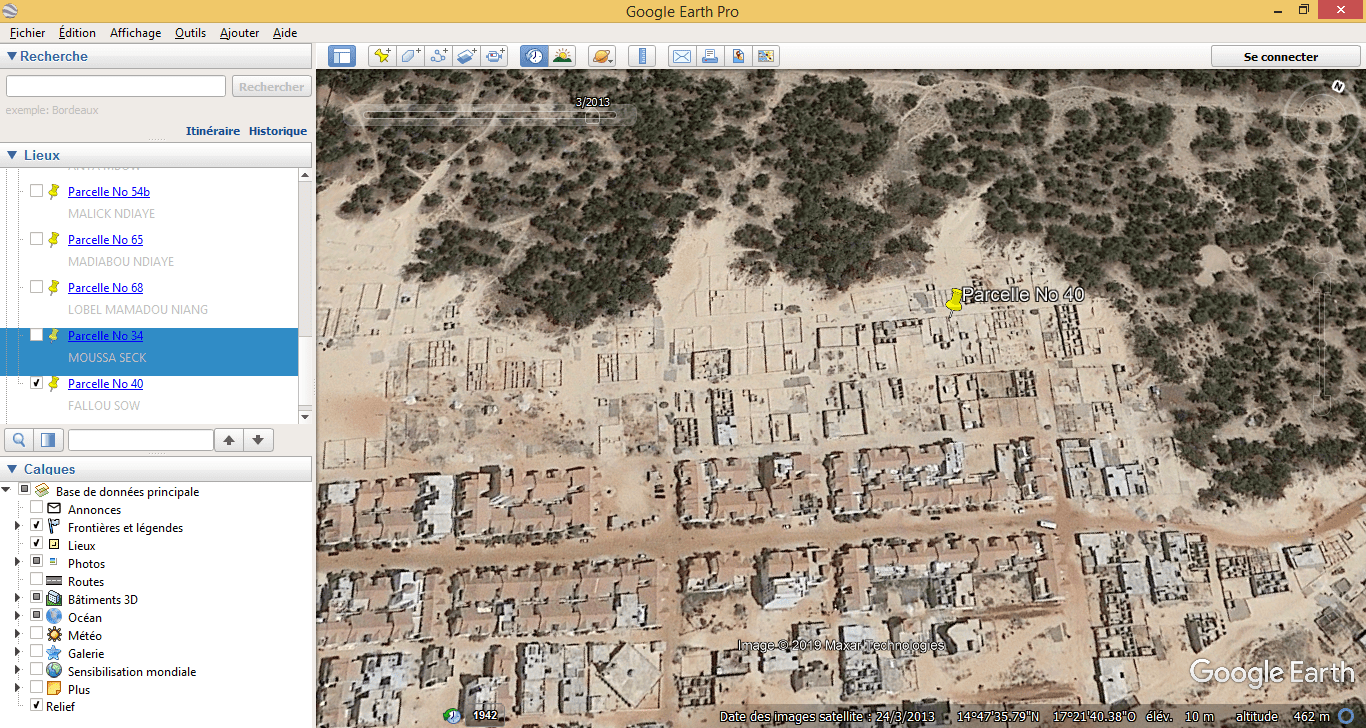 Google Earth Pro
Fichier Édition Affichage Outils Ajouter Aide
Recherche
Se connecter
Rechercher
exemple: Bordeaux
Itinéraire Historique
Lieux
Parcelle No 54b
MALICK NDIAYE
Parcelle No 65
MADIABOU NDIAYE
Parcelle No 68
LOBEL MAMADOU NIANG
Parcelle No 34
MOUSSA SECK
Parcelle No 40
FALLOU SOW
Calques
Base de données principale
Annonces
Frontières et légendes
Lieux
Photos
Routes
Bâtiments 3D
Océan
Météo
Galerie
Sensibilisation mondiale
Plus
Relief
3/2013
N
Parcelle No 40
Image © 2019 Maxar Technologies
Google Earth
1942
Date des images satellite : 24/3/2013 14°47'35.79"N 17°21'40.38"O élév. 10 m altitude 462 m